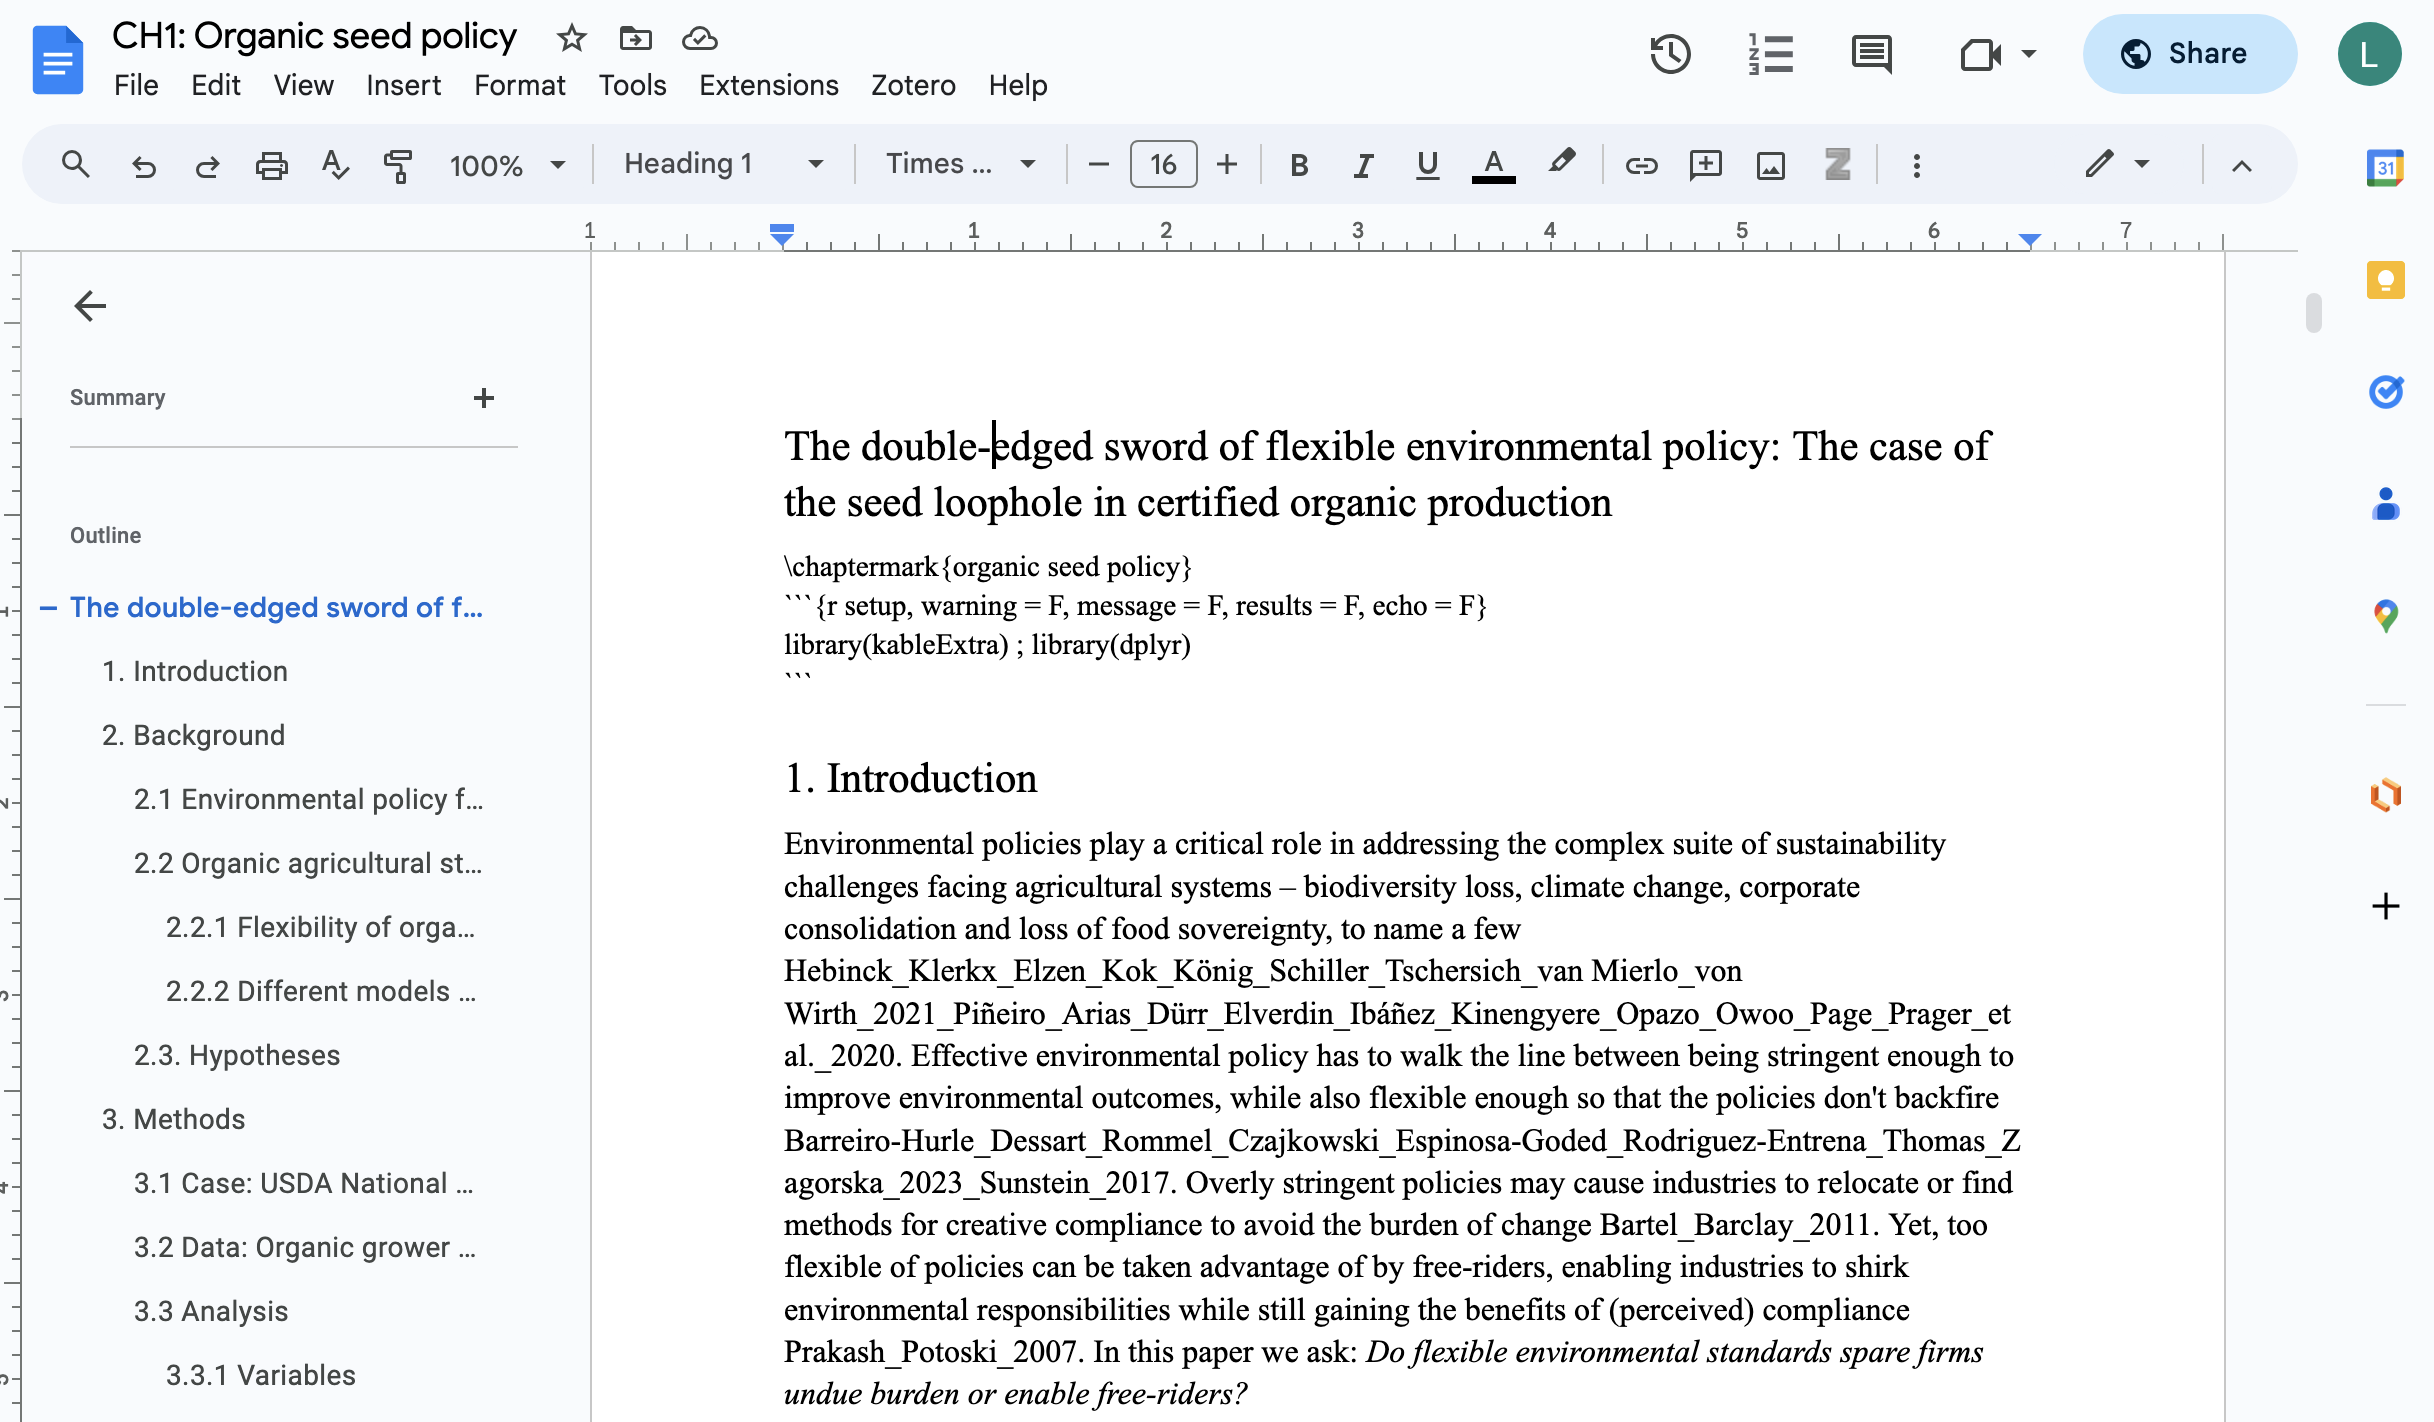 CH1: Organic seed policy
File Edit View Insert Format Tools Extensions Zotero Help
Share
L
100% Heading 1 Times ... 16 B I U A Z
31
1 1 2 3 4 5 6 7
Summary
Outline
The double-edged sword of f...
1. Introduction
2. Background
2.1 Environmental policy f...
2.2 Organic agricultural st...
2.2.1 Flexibility of orga...
2.2.2 Different models ...
2.3. Hypotheses
3. Methods
3.1 Case: USDA National ...
3.2 Data: Organic grower ...
3.3 Analysis
3.3.1 Variables
1
2
3
4
5
The double-edged sword of flexible environmental policy: The case of
the seed loophole in certified organic production
\chaptermark{organic seed policy}
```{r setup, warning = F, message = F, results = F, echo = F}
library(kableExtra) ; library(dplyr)
```
1. Introduction
Environmental policies play a critical role in addressing the complex suite of sustainability
challenges facing agricultural systems – biodiversity loss, climate change, corporate
consolidation and loss of food sovereignty, to name a few
Hebinck_Klerkx_Elzen_Kok_König_Schiller_Tschersich_van Mierlo_von
Wirth_2021_Piñeiro_Arias_Dürr_Elverdin_Ibáñez_Kinengyere_Opazo_Owoo_Page_Prager_et
al._2020. Effective environmental policy has to walk the line between being stringent enough to
improve environmental outcomes, while also flexible enough so that the policies don't backfire
Barreiro-Hurle_Dessart_Rommel_Czajkowski_Espinosa-Goded_Rodriguez-Entrena_Thomas_Z
agorska_2023_Sunstein_2017. Overly stringent policies may cause industries to relocate or find
methods for creative compliance to avoid the burden of change Bartel_Barclay_2011. Yet, too
flexible of policies can be taken advantage of by free-riders, enabling industries to shirk
environmental responsibilities while still gaining the benefits of (perceived) compliance
Prakash_Potoski_2007. In this paper we ask: Do flexible environmental standards spare firms
undue burden or enable free-riders?